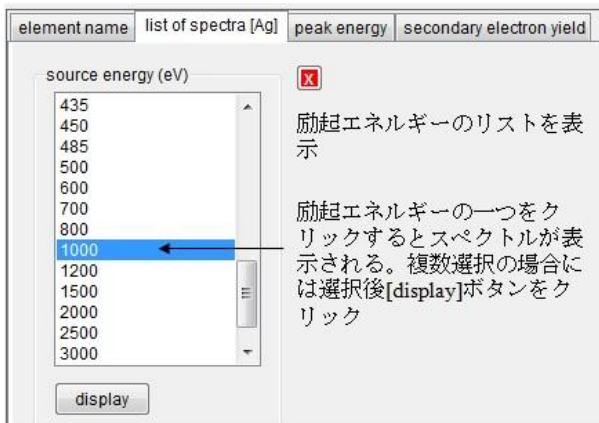 element name
list of spectra [Ag]
peak energy
secondary electron yield
source energy (eV)
435
450
485
500
600
700
800
1000
1200
1500
2000
2500
3000
display
X
励起エネルギーのリストを表
示
励起エネルギーの一つをク
リックするとスペクトルが表
示される。複数選択の場合に
は選択後[display]ボタンをク
リック